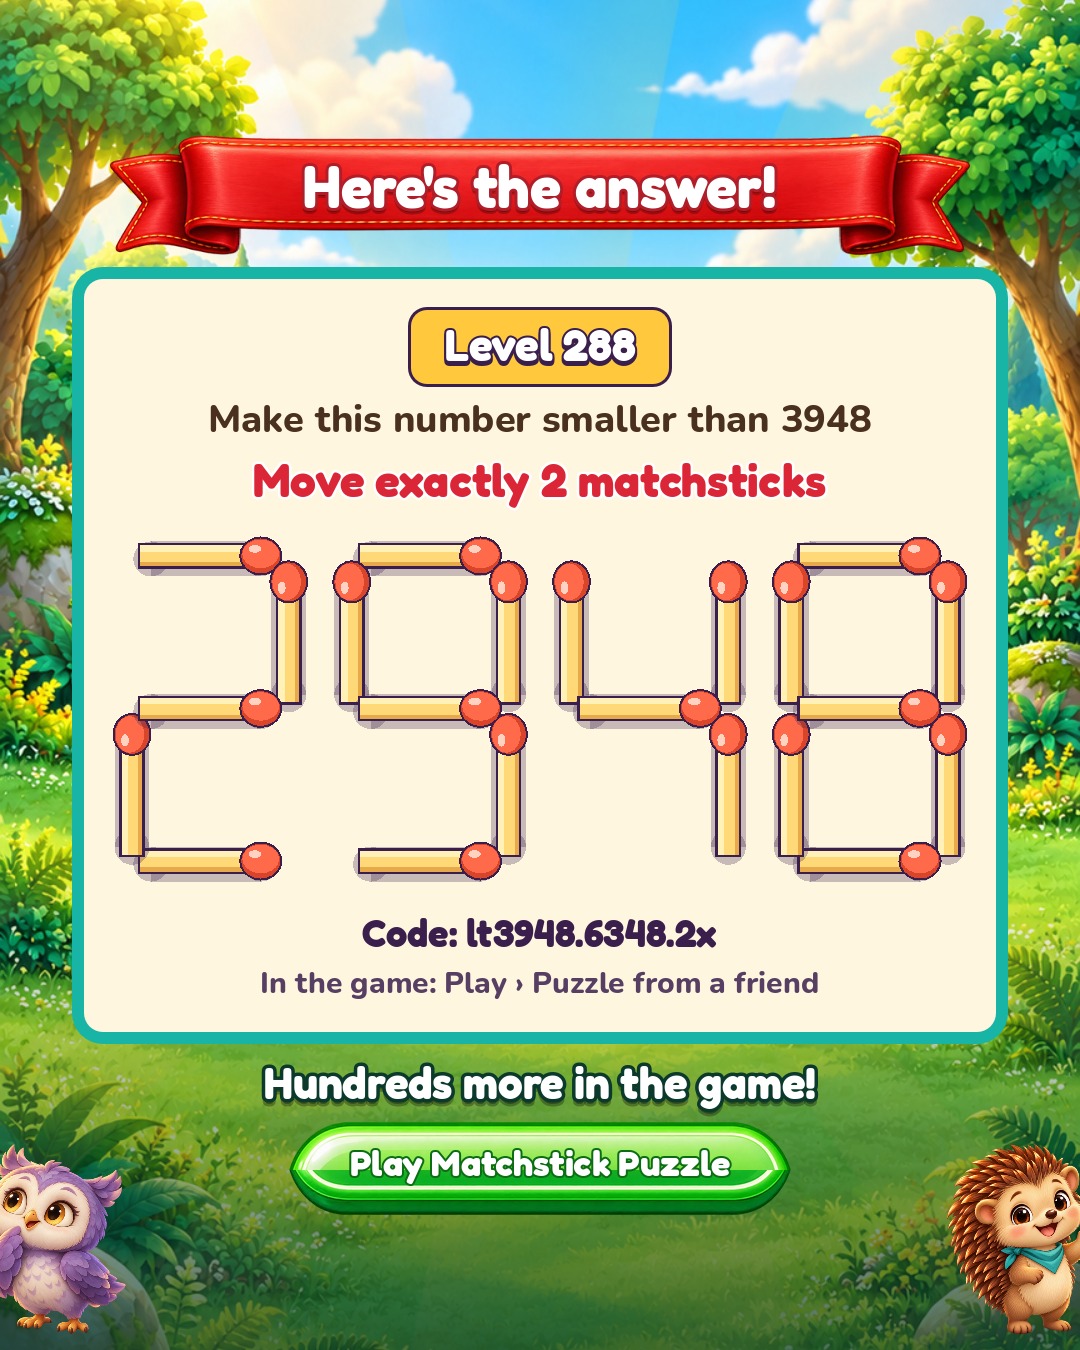 Here's the answer!
Level 288
Make this number smaller than 3948
Move exactly 2 matchsticks
2948
Code: lt3948.6348.2x
In the game: Play › Puzzle from a friend
Hundreds more in the game!
Play Matchstick Puzzle